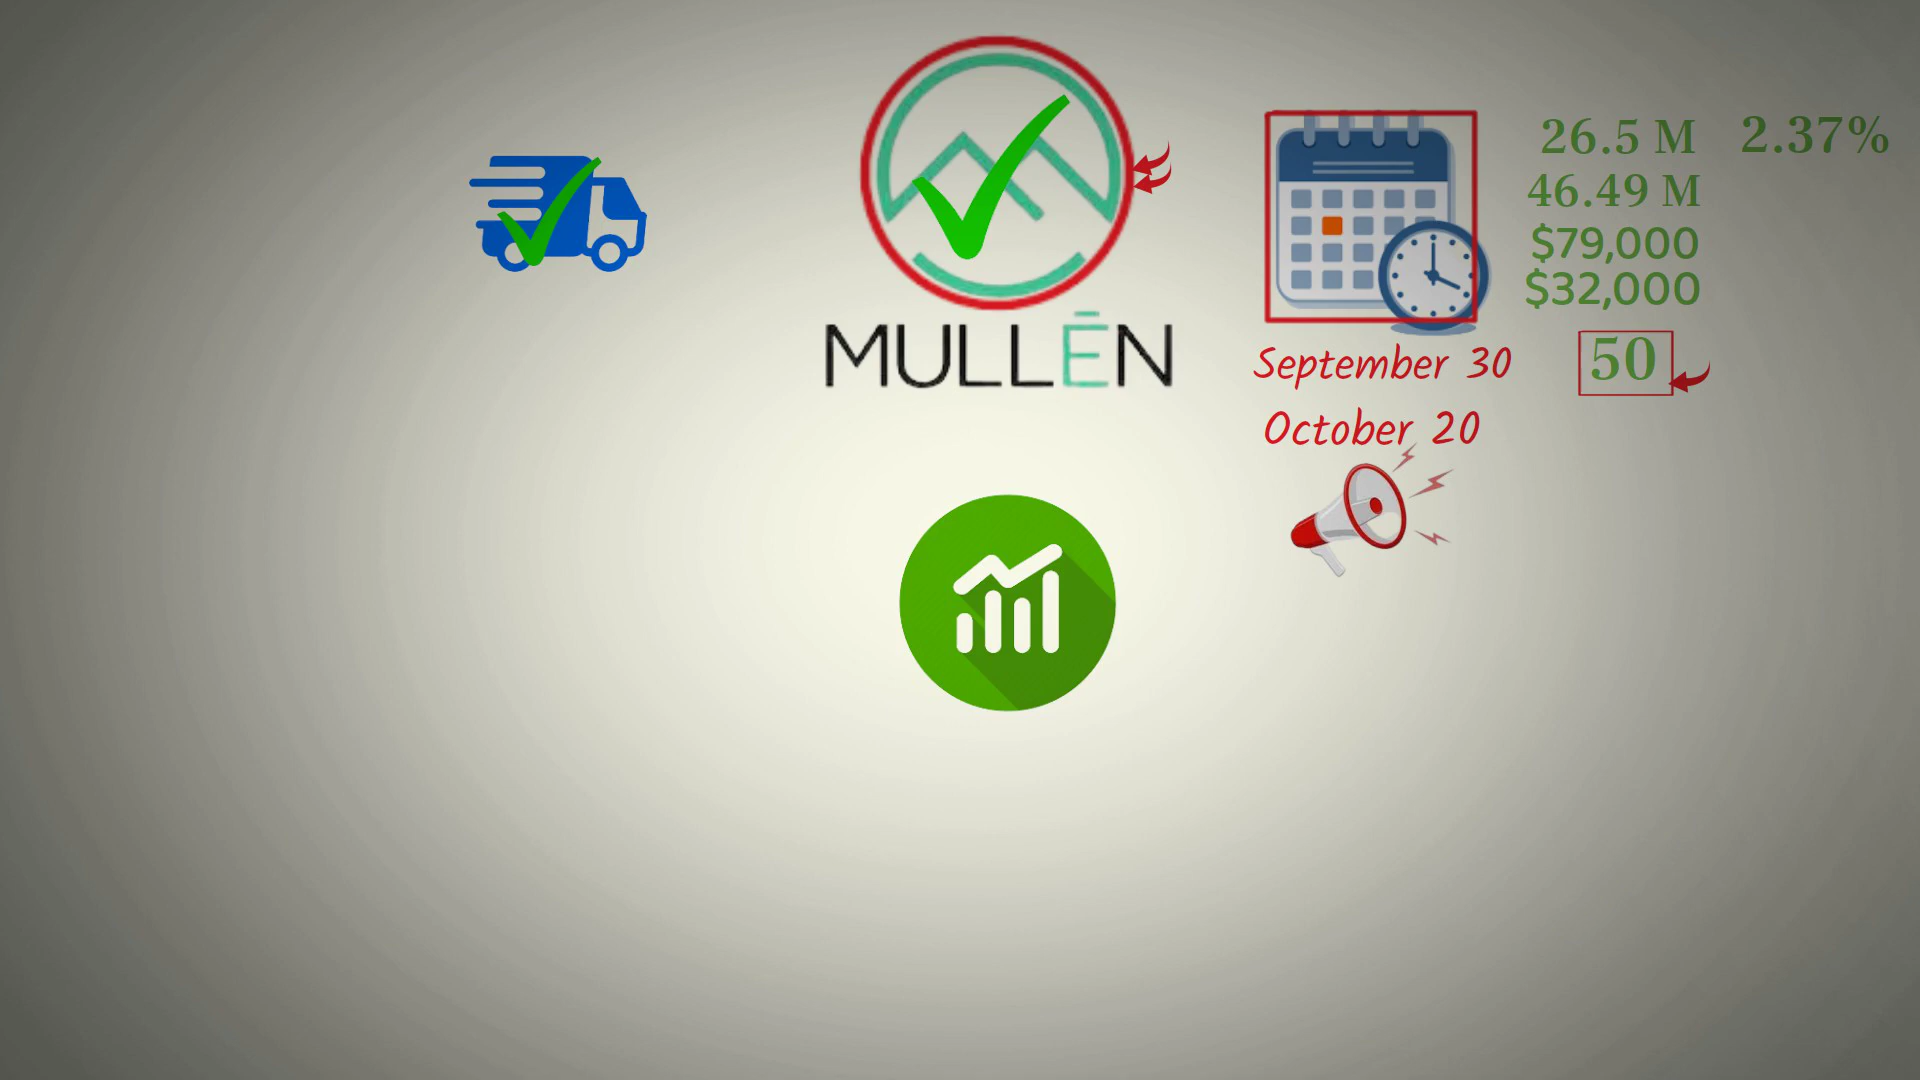 MULLĒN
26.5 M 2.37%
46.49 M
$79,000
$32,000
September 30
50
October 20